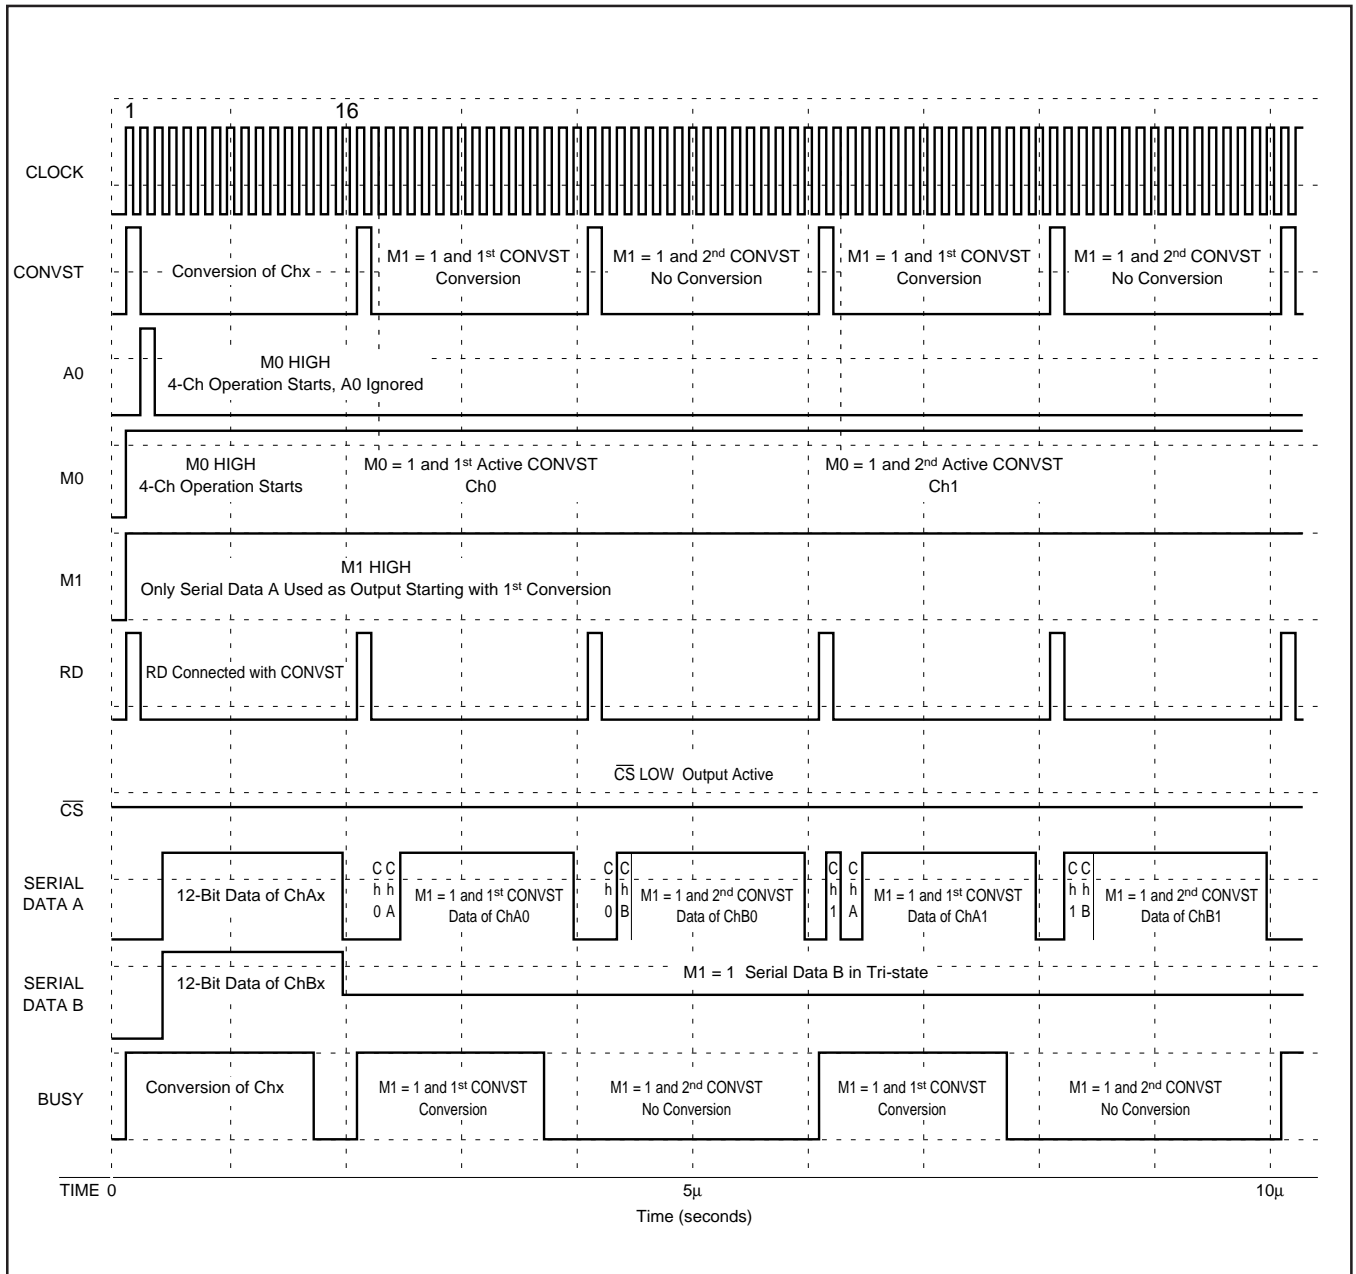 1 16
CLOCK
CONVST
Conversion of Chx
M1 = 1 and 1st CONVST
Conversion
M1 = 1 and 2nd CONVST
No Conversion
M1 = 1 and 1st CONVST
Conversion
M1 = 1 and 2nd CONVST
No Conversion
A0
M0 HIGH
4-Ch Operation Starts, A0 Ignored
M0
M0 HIGH
4-Ch Operation Starts
M0 = 1 and 1st Active CONVST
Ch0
M0 = 1 and 2nd Active CONVST
Ch1
M1
M1 HIGH
Only Serial Data A Used as Output Starting with 1st Conversion
RD
RD Connected with CONVST
CS LOW Output Active
CS
SERIAL
DATA A
12-Bit Data of ChAx
Ch0
ChA
M1 = 1 and 1st CONVST
Data of ChA0
Ch0
ChB
M1 = 1 and 2nd CONVST
Data of ChB0
Ch1
ChA
M1 = 1 and 1st CONVST
Data of ChA1
Ch1
ChB
M1 = 1 and 2nd CONVST
Data of ChB1
SERIAL
DATA B
12-Bit Data of ChBx
M1 = 1 Serial Data B in Tri-state
BUSY
Conversion of Chx
M1 = 1 and 1st CONVST
Conversion
M1 = 1 and 2nd CONVST
No Conversion
M1 = 1 and 1st CONVST
Conversion
M1 = 1 and 2nd CONVST
No Conversion
TIME 0 5μ 10μ
Time (seconds)